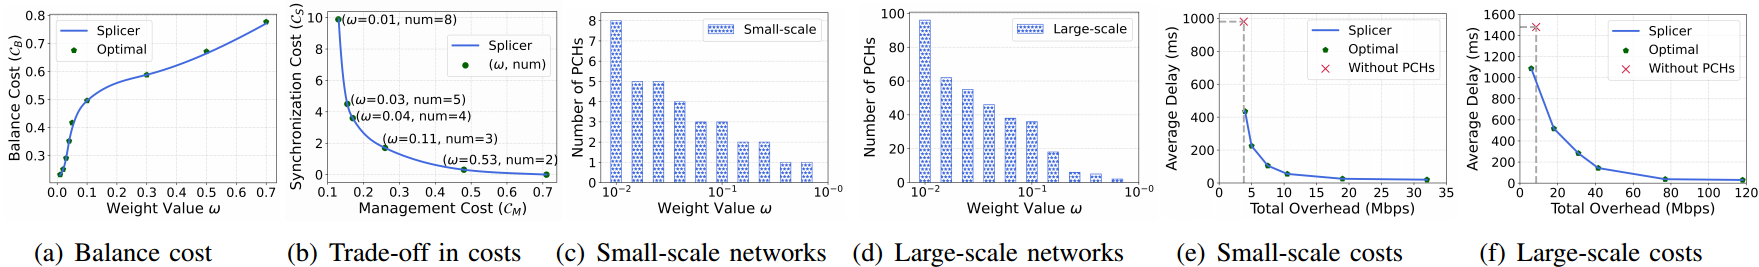 0.8
0.7
0.6
0.5
0.4
0.3
Balance Cost (𝒞B)
Splicer
Optimal
0.0 0.1 0.2 0.3 0.4 0.5 0.6 0.7
Weight Value ω
(a) Balance cost
10
8
6
4
2
0
Synchronization Cost (𝒞S)
(ω=0.01, num=8)
Splicer
(ω, num)
(ω=0.03, num=5)
(ω=0.04, num=4)
(ω=0.11, num=3)
(ω=0.53, num=2)
0.1 0.2 0.3 0.4 0.5 0.6 0.7
Management Cost (𝒞M)
(b) Trade-off in costs
8
7
6
5
4
3
2
1
0
Number of PCHs
Small-scale
10⁻² 10⁻¹ 10⁻⁰
Weight Value ω
(c) Small-scale networks
100
80
60
40
20
0
Number of PCHs
Large-scale
10⁻² 10⁻¹ 10⁻⁰
Weight Value ω
(d) Large-scale networks
1000
800
600
400
200
0
Average Delay (ms)
Splicer
Optimal
Without PCHs
0 5 10 15 20 25 30 35
Total Overhead (Mbps)
(e) Small-scale costs
1600
1400
1200
1000
800
600
400
200
0
Average Delay (ms)
Splicer
Optimal
Without PCHs
0 20 40 60 80 100 120
Total Overhead (Mbps)
(f) Large-scale costs